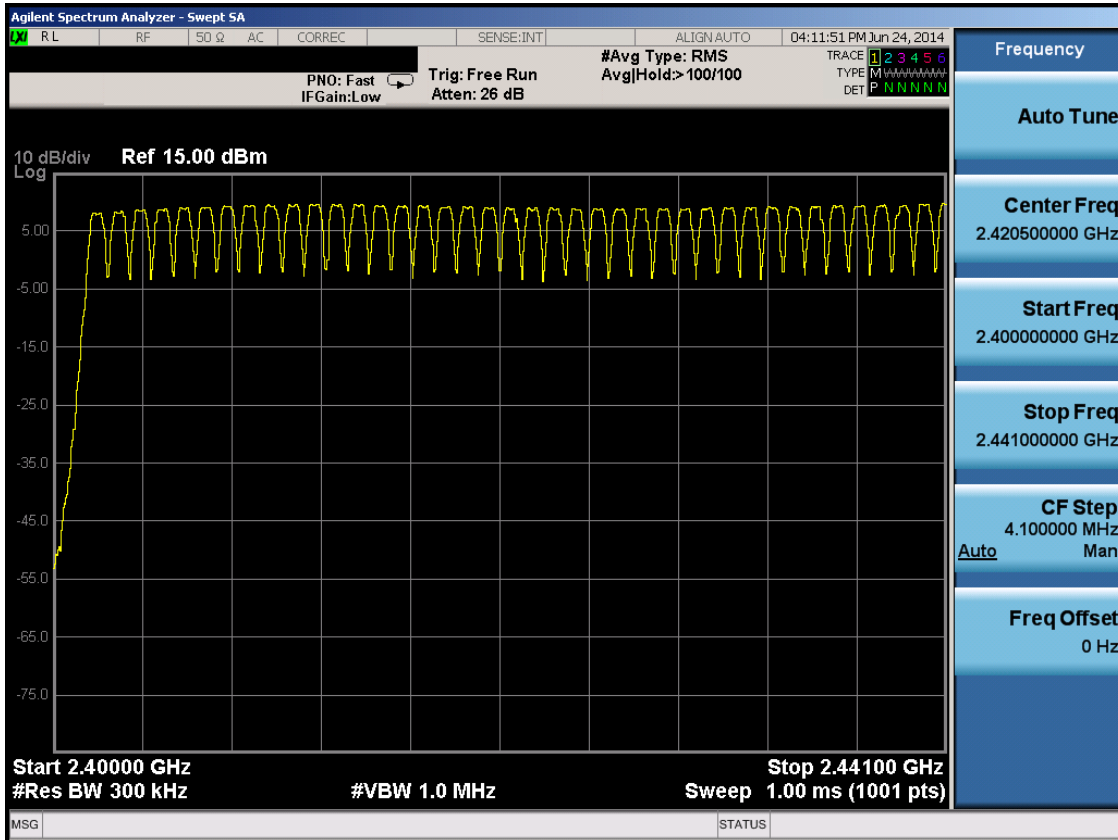 Agilent Spectrum Analyzer - Swept SA
LXI RL RF 50 Ω AC CORREC SENSE:INT ALIGN AUTO 04:11:51 PM Jun 24, 2014
PNO: Fast
IFGain:Low
Trig: Free Run
Atten: 26 dB
#Avg Type: RMS
Avg|Hold:>100/100
TRACE 1 2 3 4 5 6
TYPE M WWWWW
DET P N N N N N
10 dB/div Ref 15.00 dBm
Log
5.00
-5.00
-15.0
-25.0
-35.0
-45.0
-55.0
-65.0
-75.0
Start 2.40000 GHz Stop 2.44100 GHz
#Res BW 300 kHz #VBW 1.0 MHz Sweep 1.00 ms (1001 pts)
MSG STATUS
Frequency
Auto Tune
Center Freq
2.420500000 GHz
Start Freq
2.400000000 GHz
Stop Freq
2.441000000 GHz
CF Step
4.100000 MHz
Auto Man
Freq Offset
0 Hz